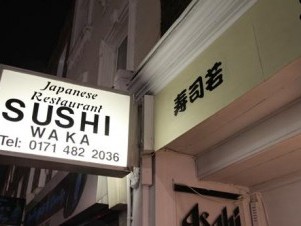 Japanese
Restaurant
SUSHI
WAKA
Tel: 0171 482 2036
寿司若
Asahi